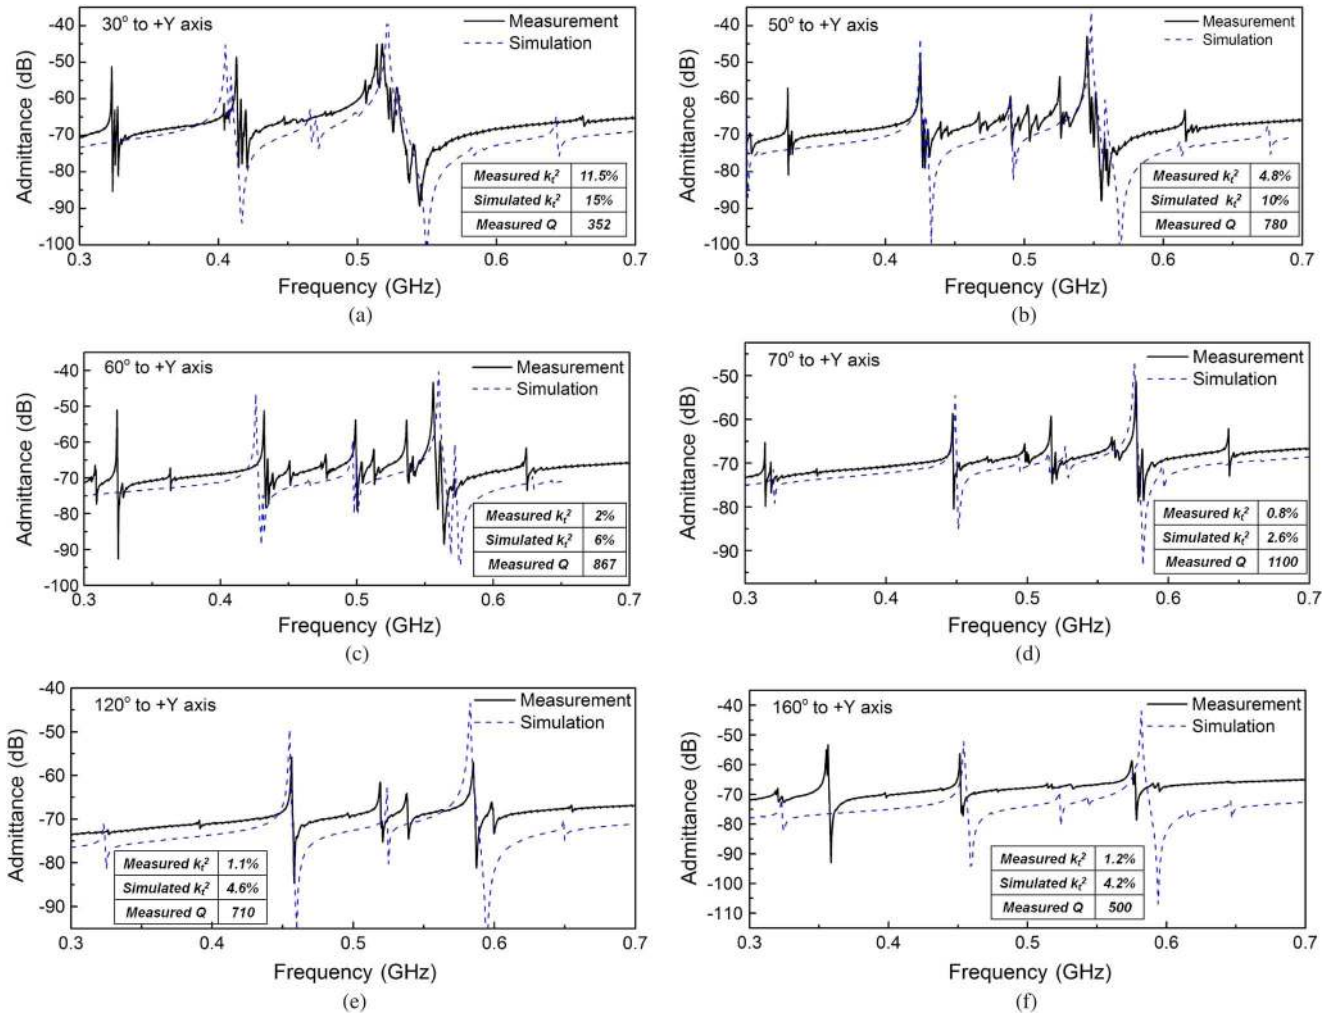 30° to +Y axis
Measurement
Simulation
Admittance (dB)
-40
-50
-60
-70
-80
-90
-100
Measured kₜ² 11.5%
Simulated kₜ² 15%
Measured Q 352
0.3 0.4 0.5 0.6 0.7
Frequency (GHz)
(a)
50° to +Y axis
Measurement
Simulation
Admittance (dB)
-40
-50
-60
-70
-80
-90
-100
Measured kₜ² 4.8%
Simulated kₜ² 10%
Measured Q 780
0.3 0.4 0.5 0.6 0.7
Frequency (GHz)
(b)
60° to +Y axis
Measurement
Simulation
Admittance (dB)
-40
-50
-60
-70
-80
-90
-100
Measured kₜ² 2%
Simulated kₜ² 6%
Measured Q 867
0.3 0.4 0.5 0.6 0.7
Frequency (GHz)
(c)
70° to +Y axis
Measurement
Simulation
Admittance (dB)
-50
-60
-70
-80
-90
Measured kₜ² 0.8%
Simulated kₜ² 2.6%
Measured Q 1100
0.3 0.4 0.5 0.6 0.7
Frequency (GHz)
(d)
120° to +Y axis
Measurement
Simulation
Admittance (dB)
-40
-50
-60
-70
-80
-90
Measured kₜ² 1.1%
Simulated kₜ² 4.6%
Measured Q 710
0.3 0.4 0.5 0.6 0.7
Frequency (GHz)
(e)
160° to +Y axis
Measurement
Simulation
Admittance (dB)
-40
-50
-60
-70
-80
-90
-100
-110
Measured kₜ² 1.2%
Simulated kₜ² 4.2%
Measured Q 500
0.3 0.4 0.5 0.6 0.7
Frequency (GHz)
(f)